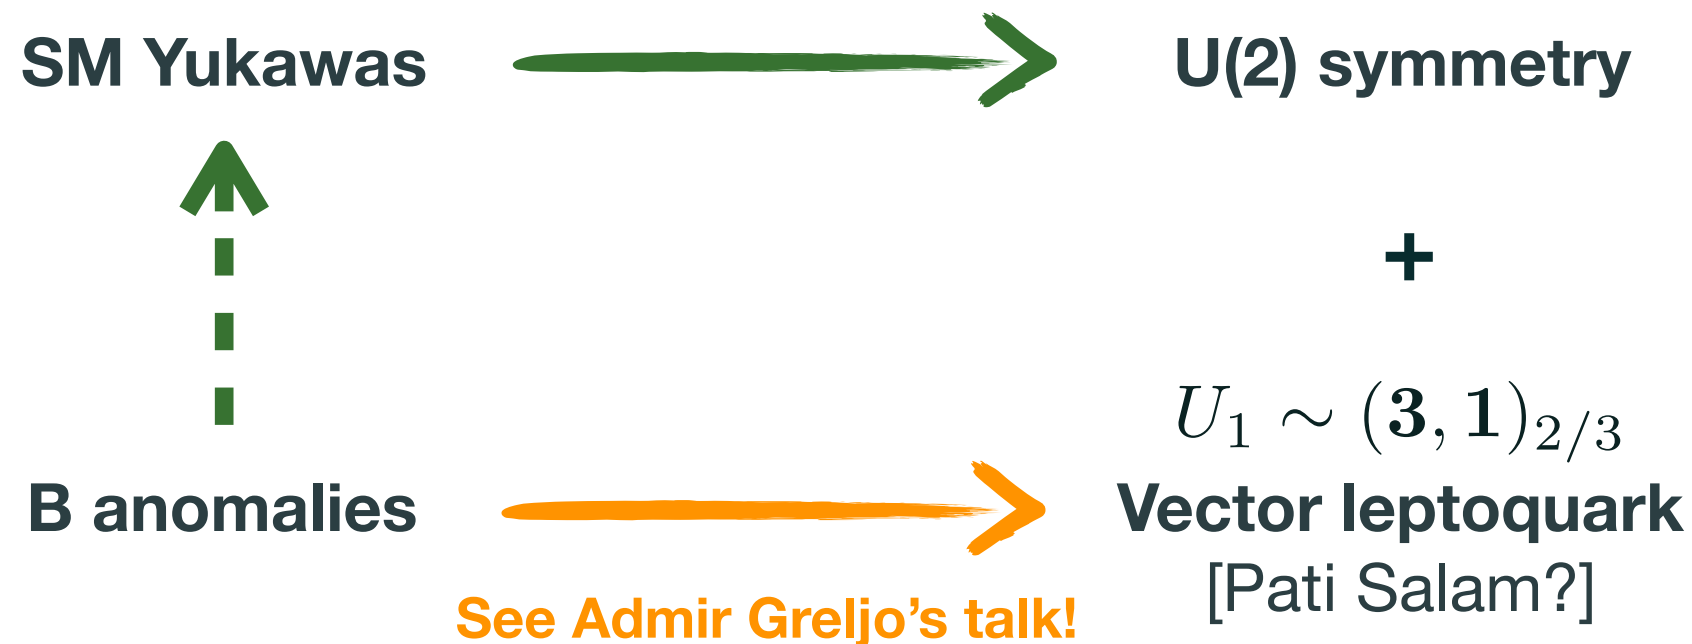 SM Yukawas
U(2) symmetry
+
U₁ ∼ (3, 1)₂/₃
B anomalies
Vector leptoquark
[Pati Salam?]
See Admir Greljo’s talk!